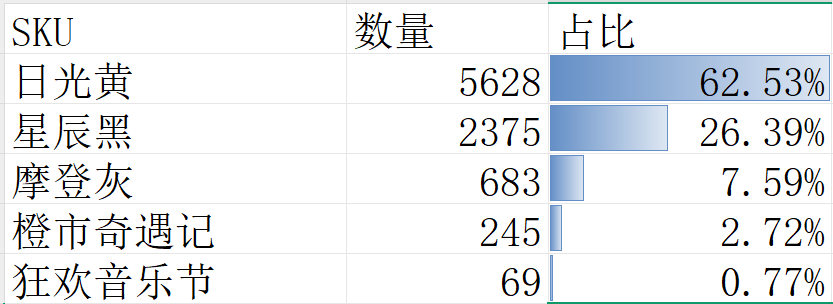 SKU 数量 占比
日光黄 5628 62.53%
星辰黑 2375 26.39%
摩登灰 683 7.59%
橙市奇遇记 245 2.72%
狂欢音乐节 69 0.77%